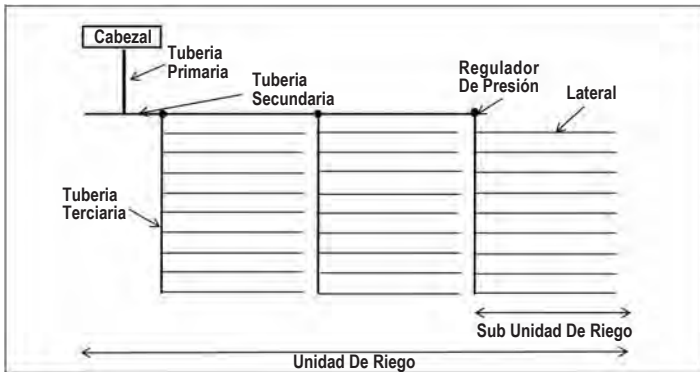 Cabezal
Tuberia
Primaria
Tuberia
Secundaria
Regulador
De Presión
Lateral
Tuberia
Terciaria
Sub Unidad De Riego
Unidad De Riego